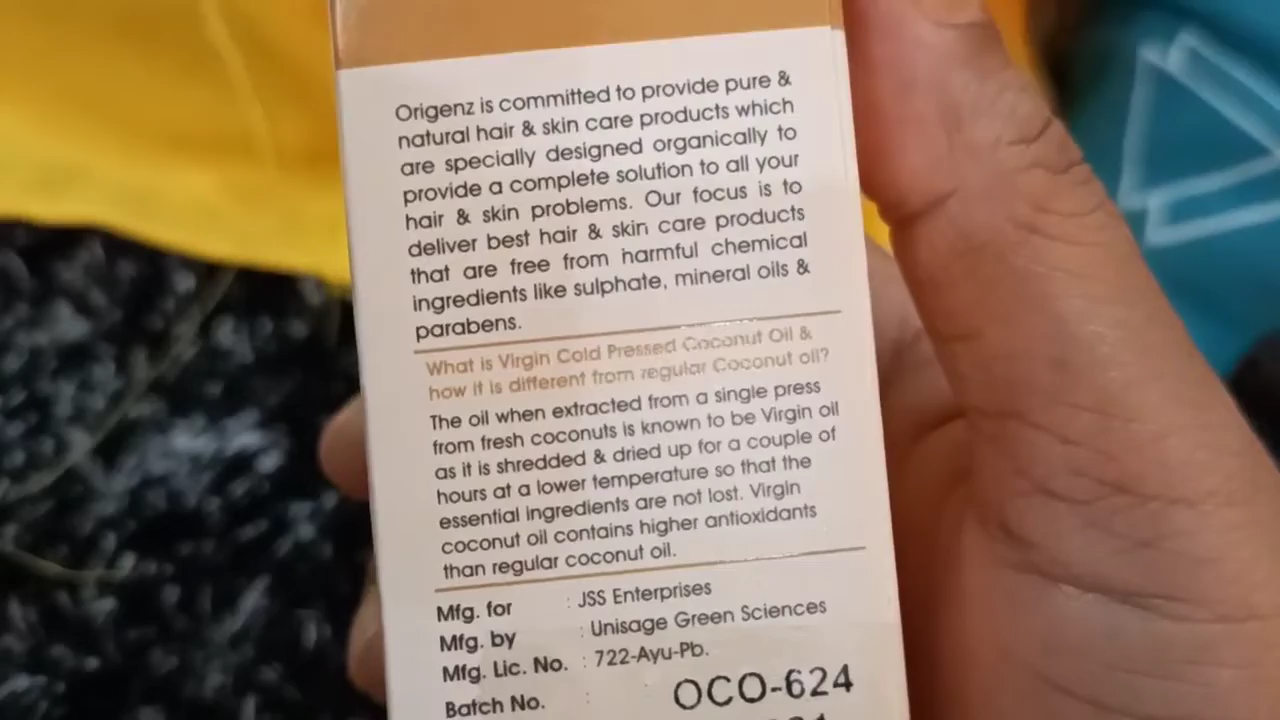 Origenz is committed to provide pure &
natural hair & skin care products which
are specially designed organically to
provide a complete solution to all your
hair & skin problems. Our focus is to
deliver best hair & skin care products
that are free from harmful chemical
ingredients like sulphate, mineral oils &
parabens.
What is Virgin Cold Pressed Coconut Oil &
how it is different from regular Coconut oil?
The oil when extracted from a single press
from fresh coconuts is known to be Virgin oil
as it is shredded & dried up for a couple of
hours at a lower temperature so that the
essential ingredients are not lost. Virgin
coconut oil contains higher antioxidants
than regular coconut oil.
Mfg. for : JSS Enterprises
Mfg. by : Unisage Green Sciences
Mfg. Lic. No. : 722-Ayu-Pb.
Batch No. : OCO-624